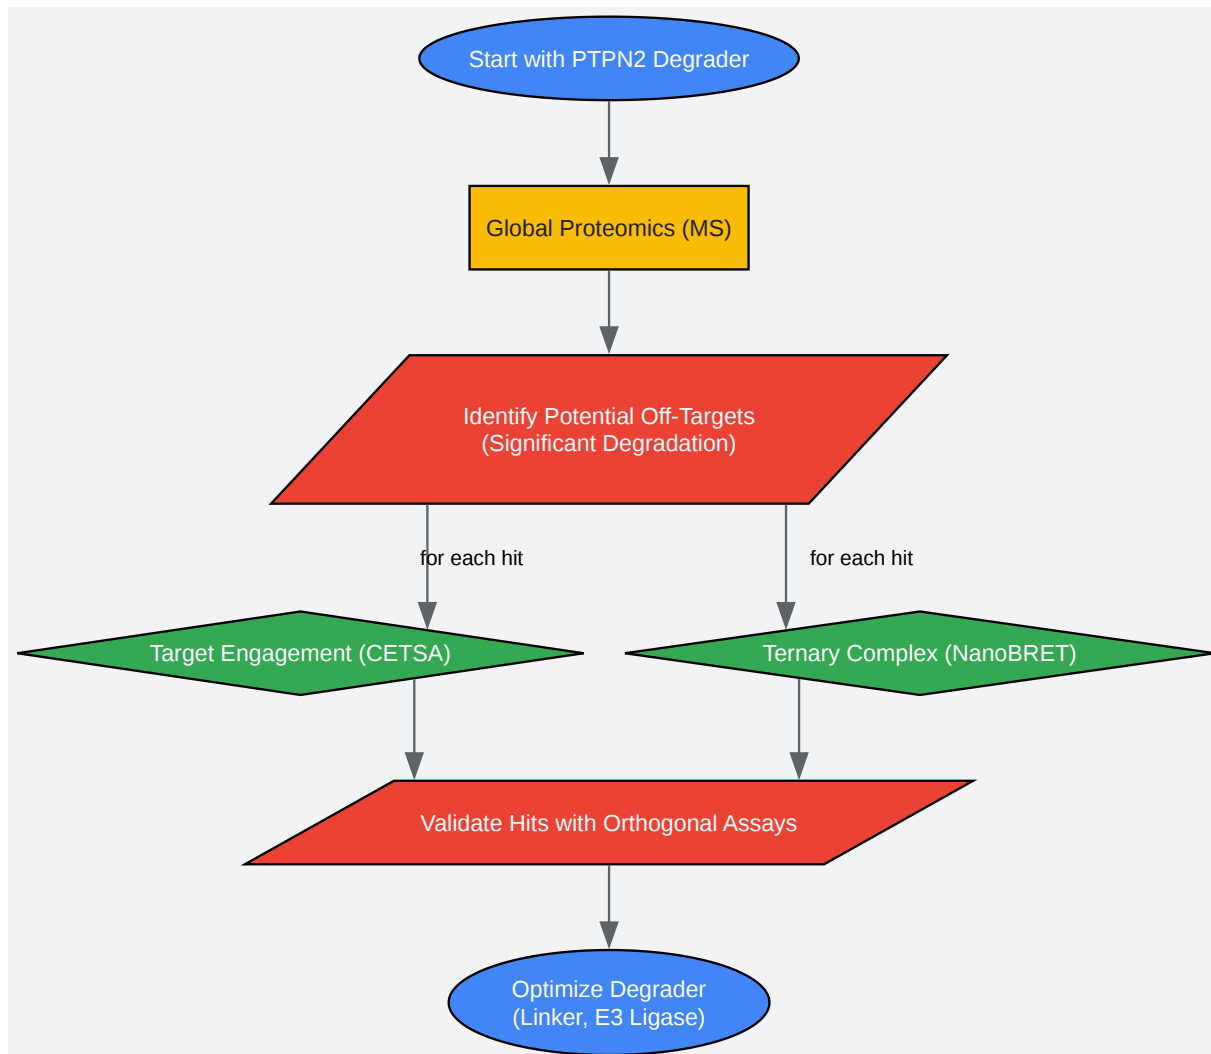 Start with PTPN2 Degrader
Global Proteomics (MS)
Identify Potential Off-Targets
(Significant Degradation)
for each hit
for each hit
Target Engagement (CETSA)
Ternary Complex (NanoBRET)
Validate Hits with Orthogonal Assays
Optimize Degrader
(Linker, E3 Ligase)